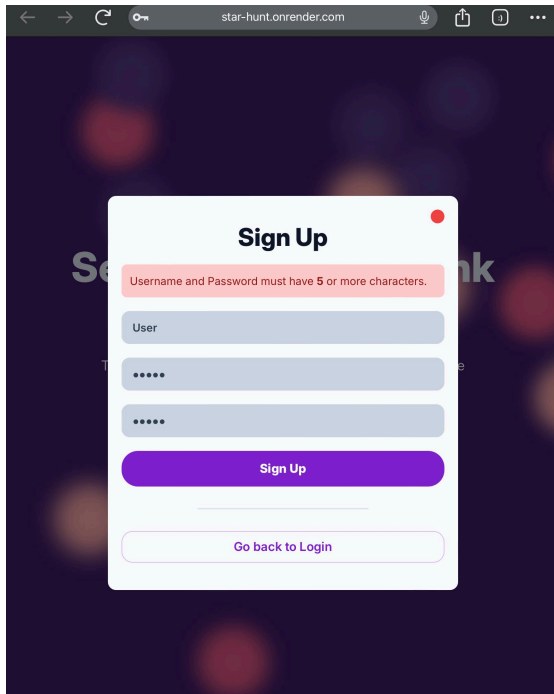 star-hunt.onrender.com
Sign Up
Username and Password must have 5 or more characters.
User
•••••
•••••
Sign Up
Go back to Login